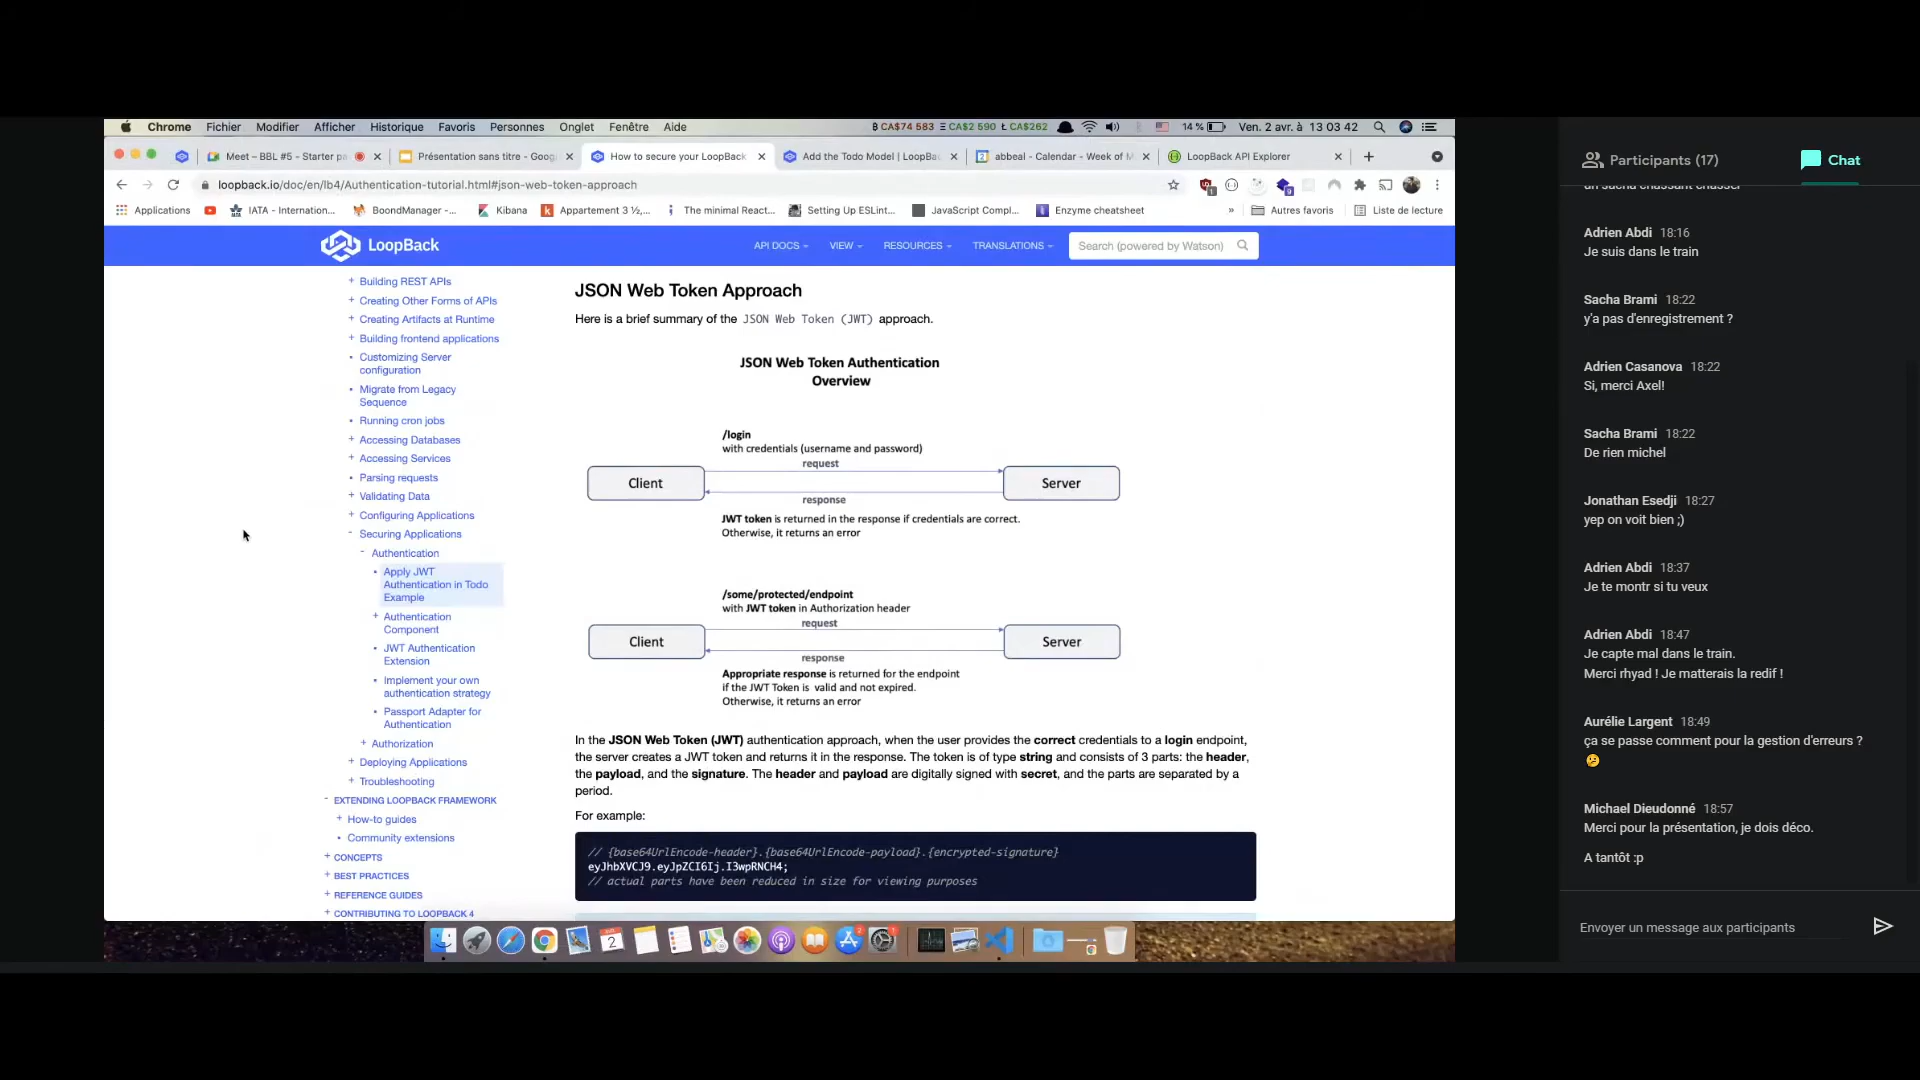 Chrome Fichier Modifier Afficher Historique Favoris Personnes Onglet Fenêtre Aide
CA$74 583 CA$2 590 Ł CA$262 14 % Ven. 2 avr. à 13 03 42
Meet – BBL #5 - Starter pa
Présentation sans titre - Goog
How to secure your LoopBack
Add the Todo Model | LoopBa
abbeal - Calendar - Week of M
LoopBack API Explorer
loopback.io/doc/en/lb4/Authentication-tutorial.html#json-web-token-approach
Applications
IATA - Internation...
BoondManager -...
Kibana
Appartement 3 ½,...
The minimal React...
Setting Up ESLint...
JavaScript Compl...
Enzyme cheatsheet
»
Autres favoris
Liste de lecture
LoopBack
API DOCS
VIEW
RESOURCES
TRANSLATIONS
Search (powered by Watson)
+ Building REST APIs
+ Creating Other Forms of APIs
+ Creating Artifacts at Runtime
+ Building frontend applications
Customizing Server
configuration
Migrate from Legacy
Sequence
Running cron jobs
+ Accessing Databases
+ Accessing Services
Parsing requests
+ Validating Data
+ Configuring Applications
- Securing Applications
- Authentication
Apply JWT
Authentication in Todo
Example
+ Authentication
Component
JWT Authentication
Extension
Implement your own
authentication strategy
Passport Adapter for
Authentication
+ Authorization
+ Deploying Applications
+ Troubleshooting
- EXTENDING LOOPBACK FRAMEWORK
+ How-to guides
Community extensions
+ CONCEPTS
+ BEST PRACTICES
+ REFERENCE GUIDES
+ CONTRIBUTING TO LOOPBACK 4
JSON Web Token Approach
Here is a brief summary of the JSON Web Token (JWT) approach.
JSON Web Token Authentication
Overview
/login
with credentials (username and password)
request
Client
Server
response
JWT token is returned in the response if credentials are correct.
Otherwise, it returns an error
/some/protected/endpoint
with JWT token in Authorization header
request
Client
Server
response
Appropriate response is returned for the endpoint
if the JWT Token is valid and not expired.
Otherwise, it returns an error
In the JSON Web Token (JWT) authentication approach, when the user provides the correct credentials to a login endpoint,
the server creates a JWT token and returns it in the response. The token is of type string and consists of 3 parts: the header,
the payload, and the signature. The header and payload are digitally signed with secret, and the parts are separated by a
period.
For example:
// {base64UrlEncode-header}.{base64UrlEncode-payload}.{encrypted-signature}
eyJhbXVCJ9.eyJpZCI6Ij.I3wpRNCH4;
// actual parts have been reduced in size for viewing purposes
Participants (17)
Chat
Adrien Abdi 18:16
Je suis dans le train
Sacha Brami 18:22
y'a pas d'enregistrement ?
Adrien Casanova 18:22
Si, merci Axel!
Sacha Brami 18:22
De rien michel
Jonathan Esedji 18:27
yep on voit bien ;)
Adrien Abdi 18:37
Je te montr si tu veux
Adrien Abdi 18:47
Je capte mal dans le train.
Merci rhyad ! Je matterais la redif !
Aurélie Largent 18:49
ça se passe comment pour la gestion d'erreurs ?
Michael Dieudonné 18:57
Merci pour la présentation, je dois déco.
A tantôt :p
Envoyer un message aux participants